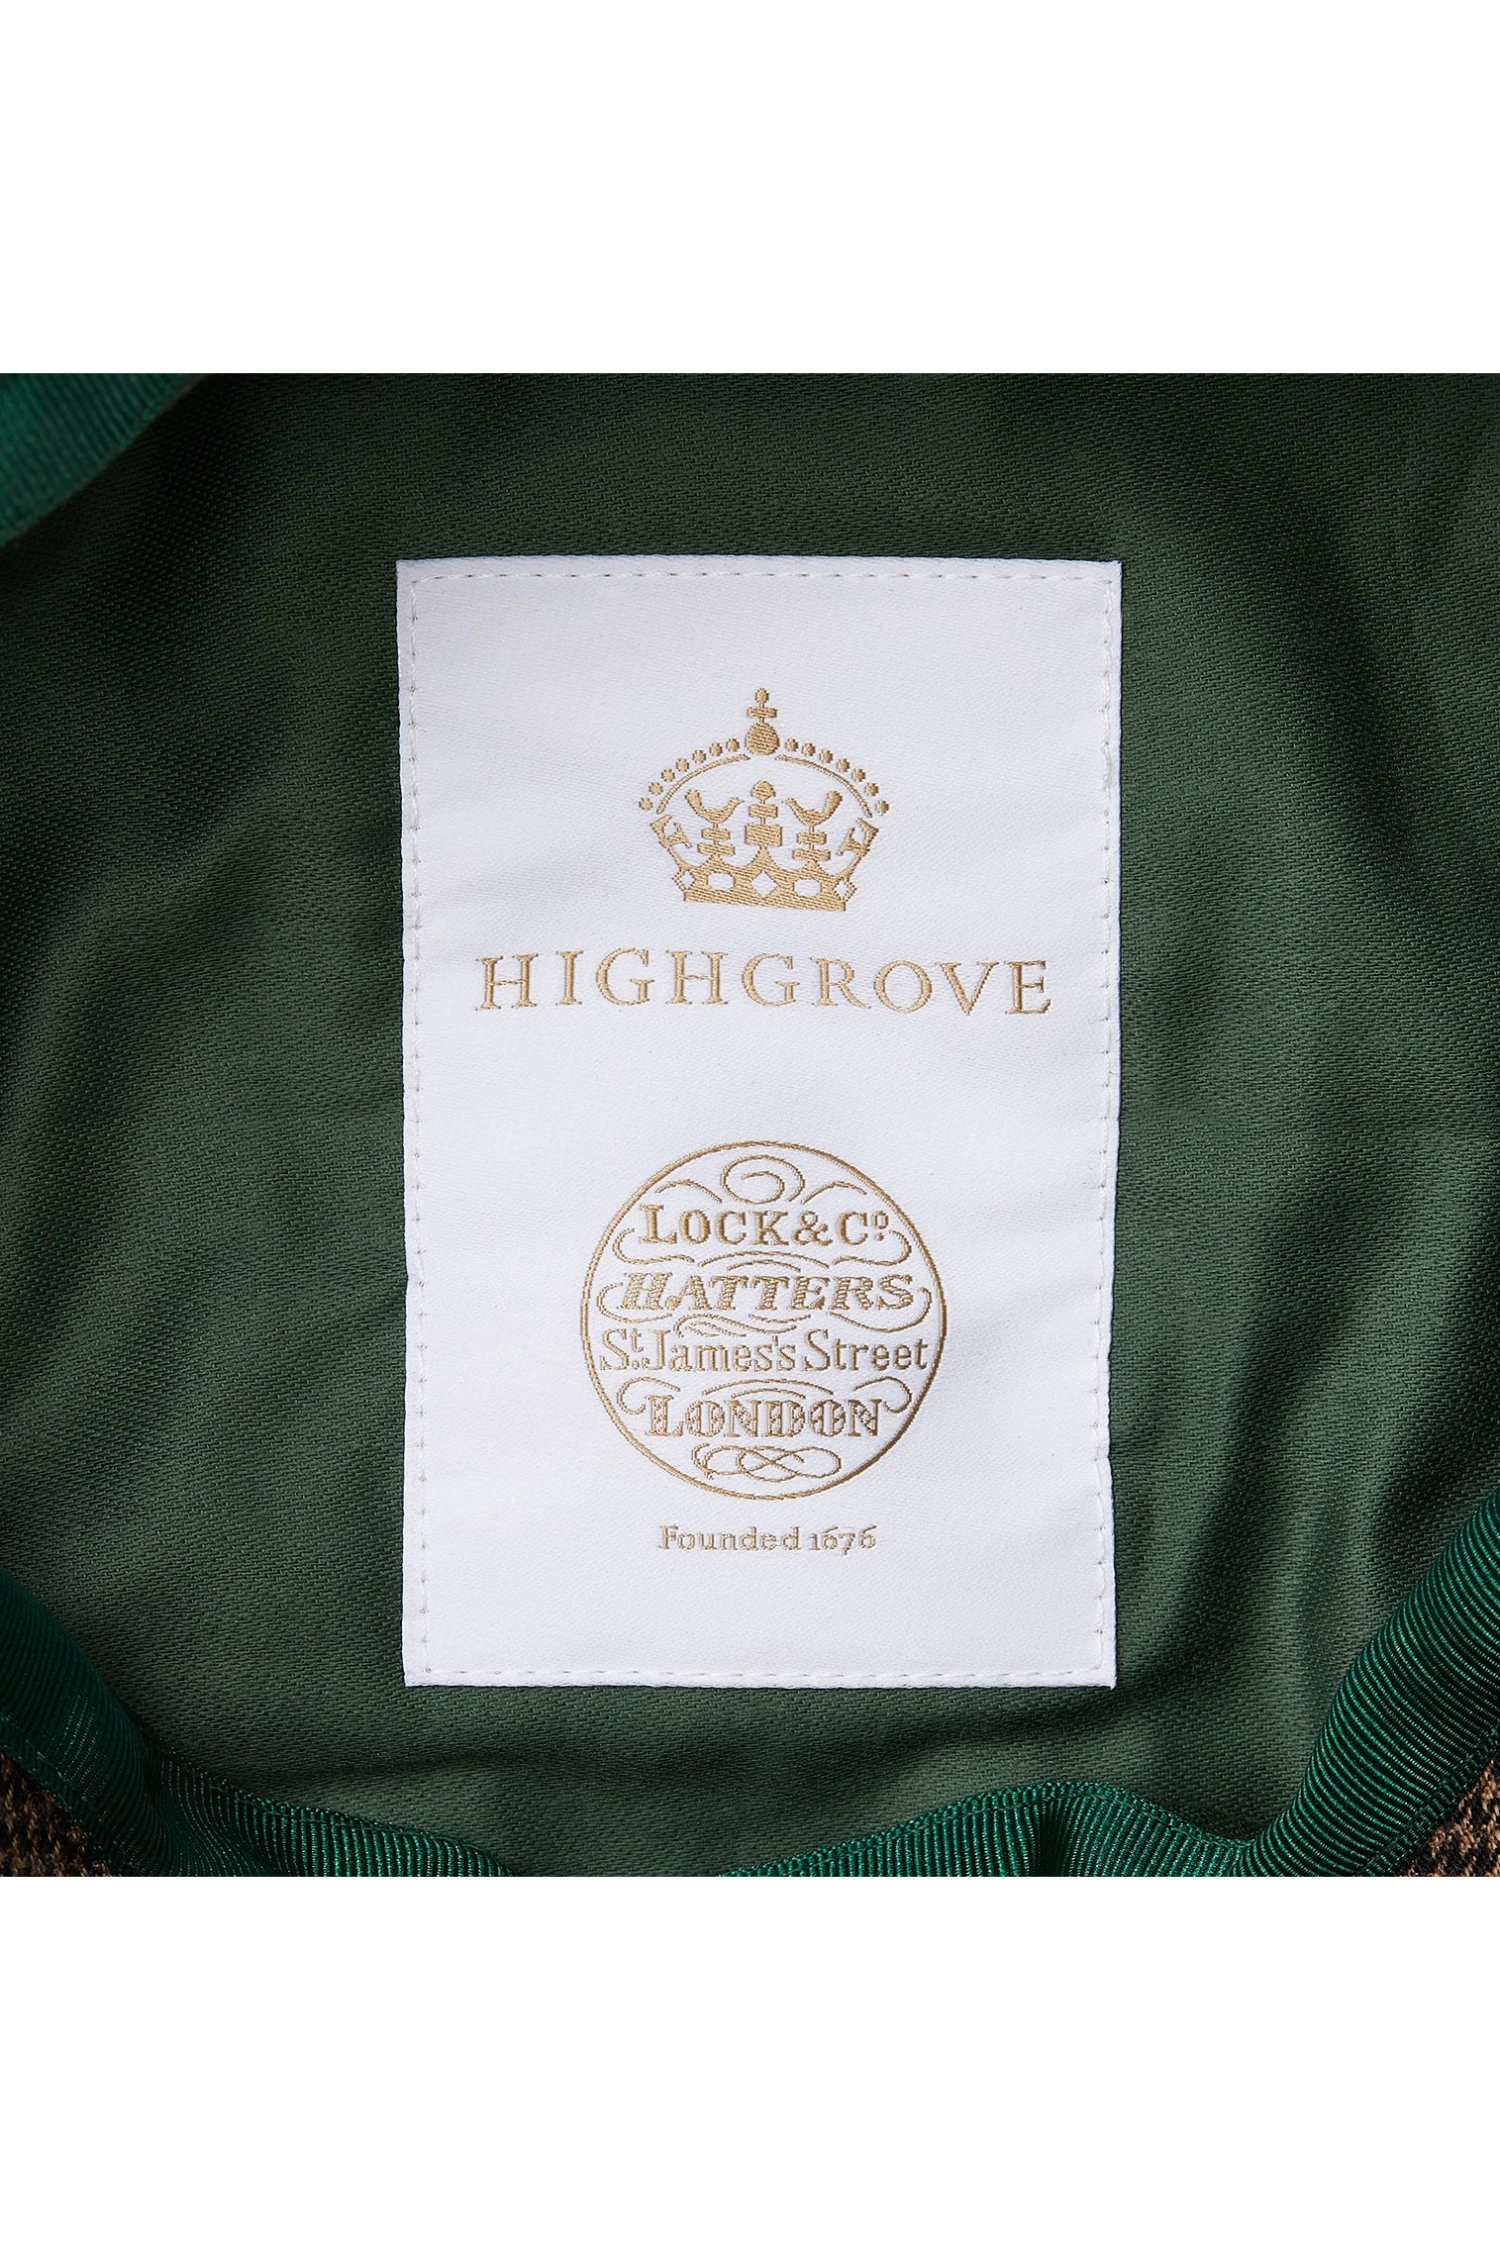 HIGHGROVE
LOCK & Cº.
HATTERS
St. James's Street
LONDON
Founded 1676